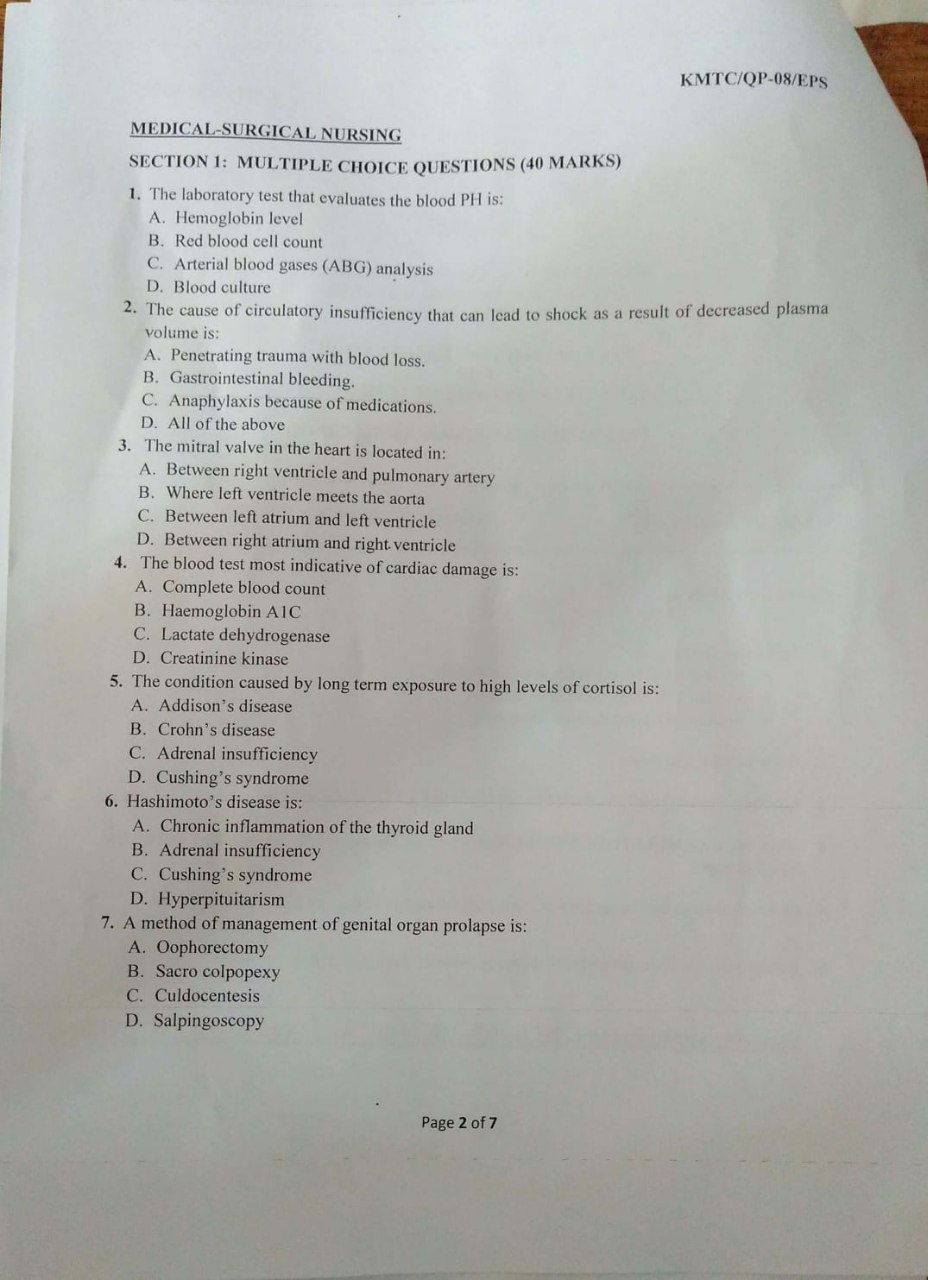 KMTC/QP-08/EPS
MEDICAL-SURGICAL NURSING
SECTION 1: MULTIPLE CHOICE QUESTIONS (40 MARKS)
1. The laboratory test that evaluates the blood PH is:
A. Hemoglobin level
B. Red blood cell count
C. Arterial blood gases (ABG) analysis
D. Blood culture
2. The cause of circulatory insufficiency that can lead to shock as a result of decreased plasma
volume is:
A. Penetrating trauma with blood loss.
B. Gastrointestinal bleeding.
C. Anaphylaxis because of medications.
D. All of the above
3. The mitral valve in the heart is located in:
A. Between right ventricle and pulmonary artery
B. Where left ventricle meets the aorta
C. Between left atrium and left ventricle
D. Between right atrium and right ventricle
4. The blood test most indicative of cardiac damage is:
A. Complete blood count
B. Haemoglobin A1C
C. Lactate dehydrogenase
D. Creatinine kinase
5. The condition caused by long term exposure to high levels of cortisol is:
A. Addison's disease
B. Crohn's disease
C. Adrenal insufficiency
D. Cushing's syndrome
6. Hashimoto's disease is:
A. Chronic inflammation of the thyroid gland
B. Adrenal insufficiency
C. Cushing's syndrome
D. Hyperpituitarism
7. A method of management of genital organ prolapse is:
A. Oophorectomy
B. Sacro colpopexy
C. Culdocentesis
D. Salpingoscopy
Page 2 of 7